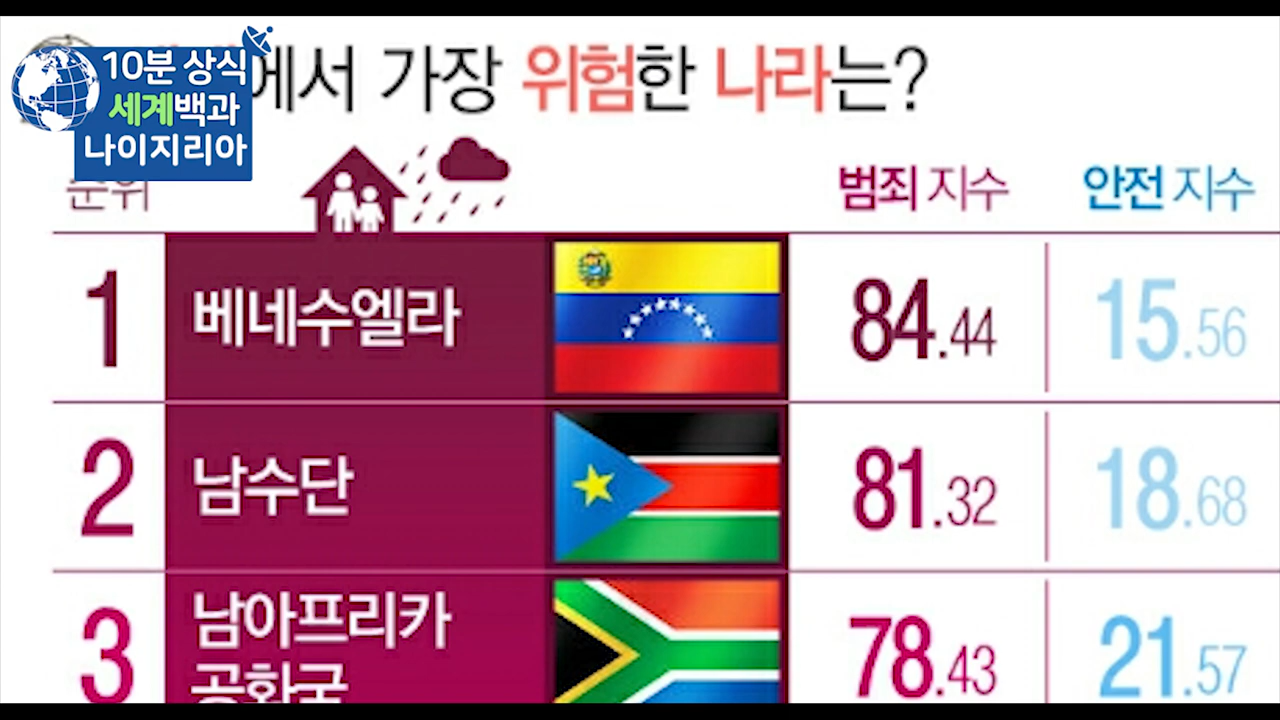 10분 상식
세계백과
나이지리아
에서 가장 위험한 나라는?
순위
범죄 지수 안전 지수
1 베네수엘라 84.44 15.56
2 남수단 81.32 18.68
3 남아프리카 공화국 78.43 21.57